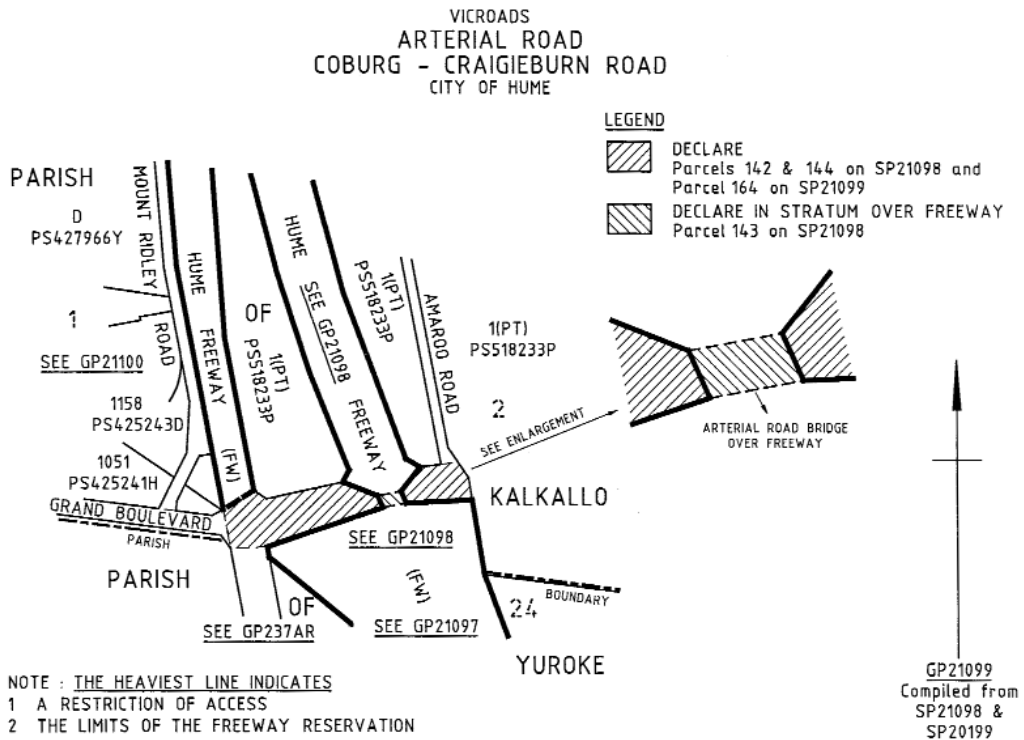 VICROADS
ARTERIAL ROAD
COBURG - CRAIGIEBURN ROAD
CITY OF HUME
LEGEND
DECLARE
Parcels 142 & 144 on SP21098 and
Parcel 164 on SP21099
DECLARE IN STRATUM OVER FREEWAY
Parcel 143 on SP21098
PARISH
D
PS427966Y
MOUNT RIDLEY
ROAD
HUME
FREEWAY
(FW)
1
SEE GP21100
1158
PS425243D
1051
PS425241H
GRAND BOULEVARD
PARISH
PARISH
OF
1(PT)
PS518233P
HUME
SEE GP21098
FREEWAY
1(PT)
PS518233P
AMAROO ROAD
1(PT)
PS518233P
2
SEE ENLARGEMENT
ARTERIAL ROAD BRIDGE
OVER FREEWAY
KALKALLO
SEE GP21098
(FW)
OF
SEE GP237AR
SEE GP21097
24
BOUNDARY
YUROKE
NOTE : THE HEAVIEST LINE INDICATES
1 A RESTRICTION OF ACCESS
2 THE LIMITS OF THE FREEWAY RESERVATION
GP21099
Compiled from
SP21098 &
SP20199